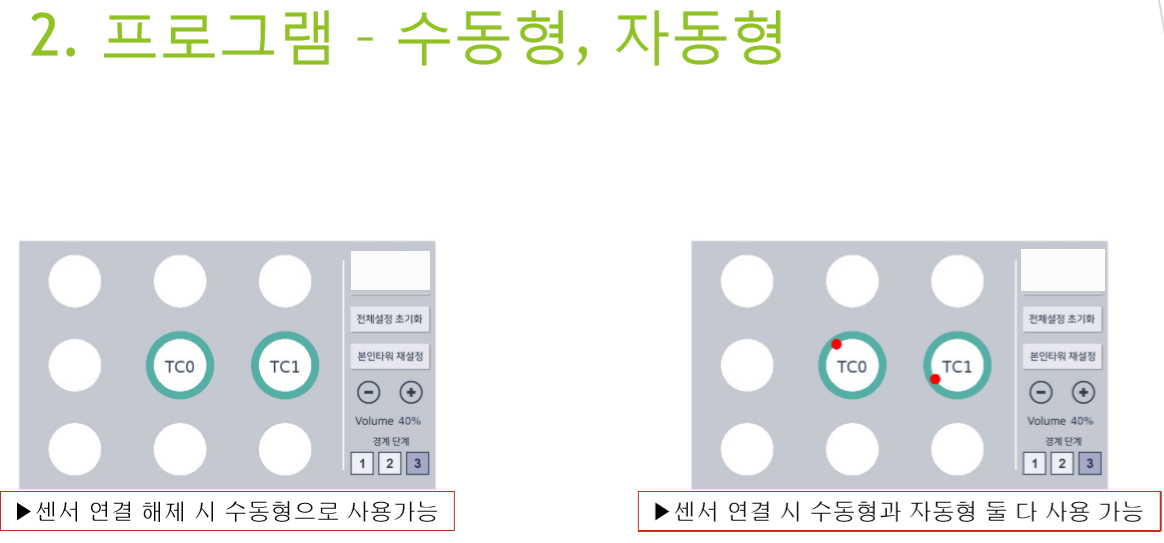 2. 프로그램 - 수동형, 자동형
전체설정 초기화
본인타워 재설정
TC0
TC1
Volume 40%
경계 단계
1 2 3
▶센서 연결 해제 시 수동형으로 사용가능
전체설정 초기화
본인타워 재설정
TC0
TC1
Volume 40%
경계 단계
1 2 3
▶센서 연결 시 수동형과 자동형 둘 다 사용 가능